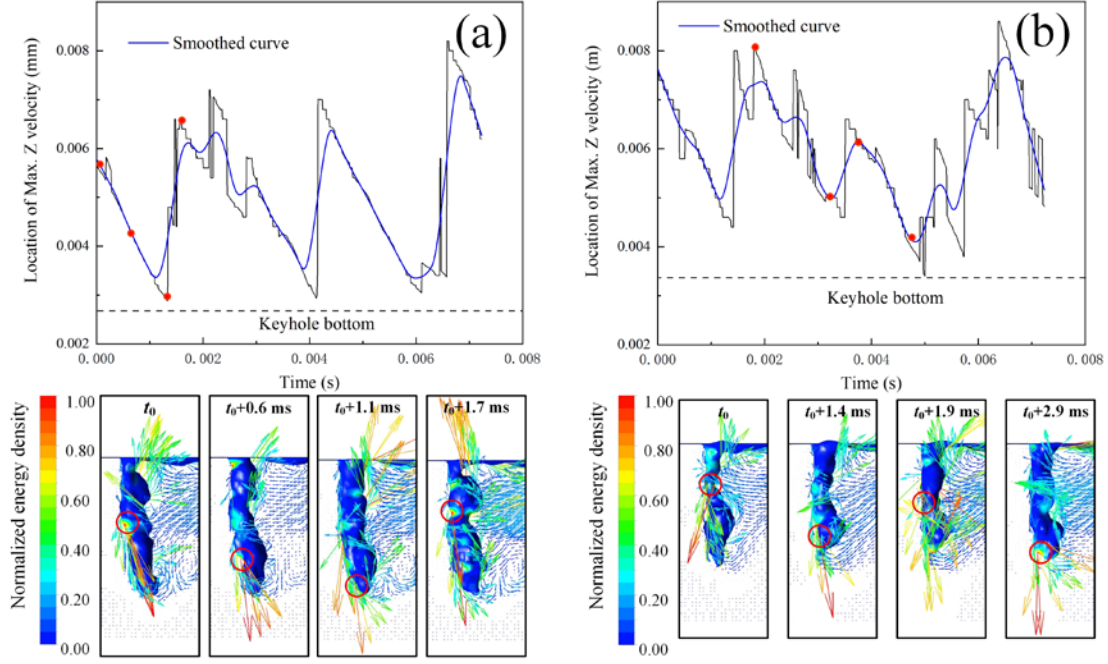 (a)
Smoothed curve
Location of Max. Z velocity (mm)
0.008
0.006
0.004
0.002
Keyhole bottom
0.000 0.002 0.004 0.006 0.008
Time (s)
(b)
Smoothed curve
Location of Max. Z velocity (m)
0.008
0.006
0.004
0.002
Keyhole bottom
0.000 0.002 0.004 0.006 0.008
Time (s)
Normalized energy density
1.00
0.80
0.60
0.40
0.20
0.00
t₀
t₀+0.6 ms
t₀+1.1 ms
t₀+1.7 ms
Normalized energy density
1.00
0.80
0.60
0.40
0.20
0.00
t₀
t₀+1.4 ms
t₀+1.9 ms
t₀+2.9 ms